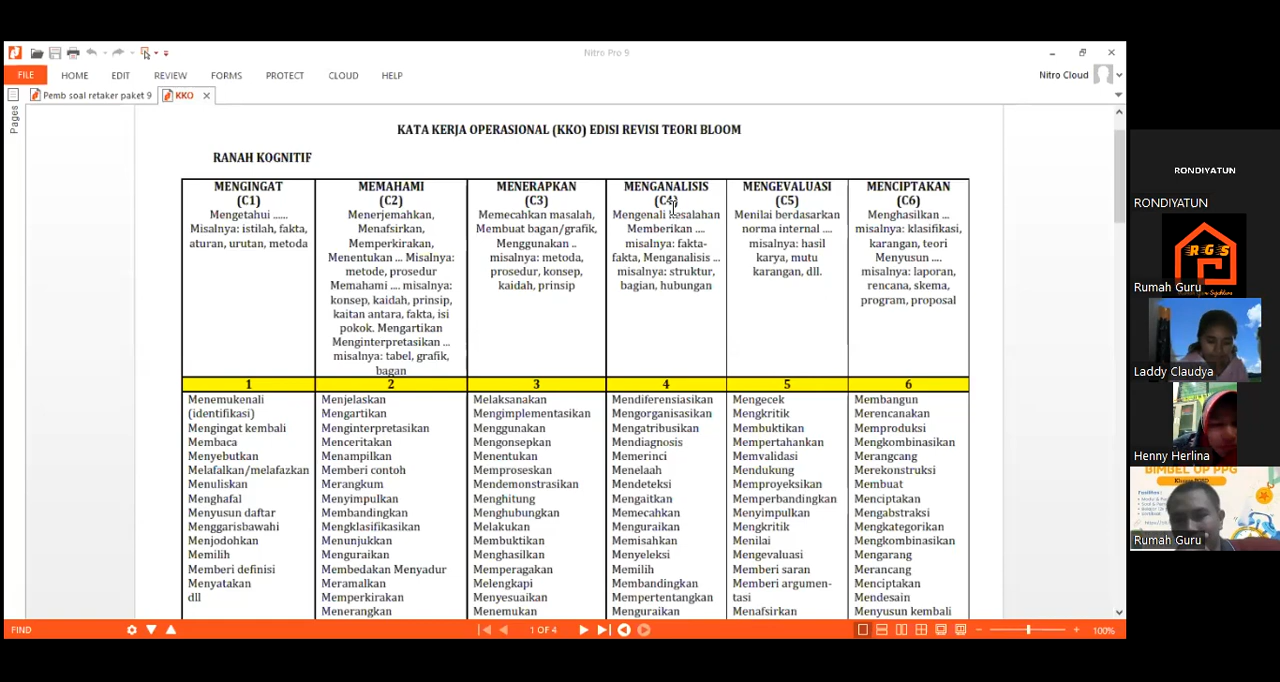 Nitro Pro 9
FILE HOME EDIT REVIEW FORMS PROTECT CLOUD HELP
Nitro Cloud
Pemb soal retaker paket 9
KKO
Pages
KATA KERJA OPERASIONAL (KKO) EDISI REVISI TEORI BLOOM
RANAH KOGNITIF
MENGINGAT
(C1)
Mengetahui ......
Misalnya: istilah, fakta,
aturan, urutan, metoda
MEMAHAMI
(C2)
Menerjemahkan,
Menafsirkan,
Memperkirakan,
Menentukan ... Misalnya:
metode, prosedur
Memahami .... misalnya:
konsep, kaidah, prinsip,
kaitan antara, fakta, isi
pokok. Mengartikan
Menginterpretasikan ...
misalnya: tabel, grafik,
bagan
MENERAPKAN
(C3)
Memecahkan masalah,
Membuat bagan/grafik,
Menggunakan ..
misalnya: metoda,
prosedur, konsep,
kaidah, prinsip
MENGANALISIS
(C4)
Mengenali kesalahan
Memberikan ....
misalnya: fakta-
fakta, Menganalisis ...
misalnya: struktur,
bagian, hubungan
MENGEVALUASI
(C5)
Menilai berdasarkan
norma internal ....
misalnya: hasil
karya, mutu
karangan, dll.
MENCIPTAKAN
(C6)
Menghasilkan ...
misalnya: klasifikasi,
karangan, teori
Menyusun ....
misalnya: laporan,
rencana, skema,
program, proposal
1 2 3 4 5 6
Menemukenali
(identifikasi)
Mengingat kembali
Membaca
Menyebutkan
Melafalkan/melafazkan
Menuliskan
Menghafal
Menyusun daftar
Menggarisbawahi
Menjodohkan
Memilih
Memberi definisi
Menyatakan
dll
Menjelaskan
Mengartikan
Menginterpretasikan
Menceritakan
Menampilkan
Memberi contoh
Merangkum
Menyimpulkan
Membandingkan
Mengklasifikasikan
Menunjukkan
Menguraikan
Membedakan Menyadur
Meramalkan
Memperkirakan
Menerangkan
Melaksanakan
Mengimplementasikan
Menggunakan
Mengonsepkan
Menentukan
Memproseskan
Mendemonstrasikan
Menghitung
Menghubungkan
Melakukan
Membuktikan
Menghasilkan
Memperagakan
Melengkapi
Menyesuaikan
Menemukan
Mendiferensiasikan
Mengorganisasikan
Mengatribusikan
Mendiagnosis
Memerinci
Menelaah
Mendeteksi
Mengaitkan
Memecahkan
Menguraikan
Memisahkan
Menyeleksi
Memilih
Membandingkan
Mempertentangkan
Menguraikan
Mengecek
Mengkritik
Membuktikan
Mempertahankan
Memvalidasi
Mendukung
Memproyeksikan
Memperbandingkan
Menyimpulkan
Mengkritik
Menilai
Mengevaluasi
Memberi saran
Memberi argumen-
tasi
Menafsirkan
Membangun
Merencanakan
Memproduksi
Mengkombinasikan
Merangcang
Merekonstruksi
Membuat
Menciptakan
Mengabstraksi
Mengkategorikan
Mengkombinasikan
Mengarang
Merancang
Menciptakan
Mendesain
Menyusun kembali
FIND
1 OF 4
100%
RONDIYATUN
RONDIYATUN
RGS
Rumah Guru
Laddy Claudya
Henny Herlina
BIMBEL UP PPG
Rumah Guru